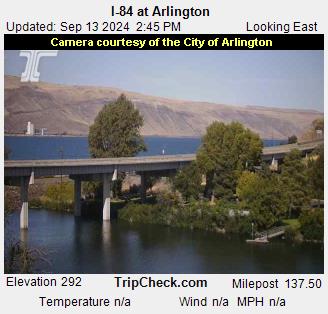 I-84 at Arlington
Updated: Sep 13 2024 2:45 PM Looking East
Camera courtesy of the City of Arlington
Elevation 292 TripCheck.com Milepost 137.50
Temperature n/a Wind n/a MPH n/a